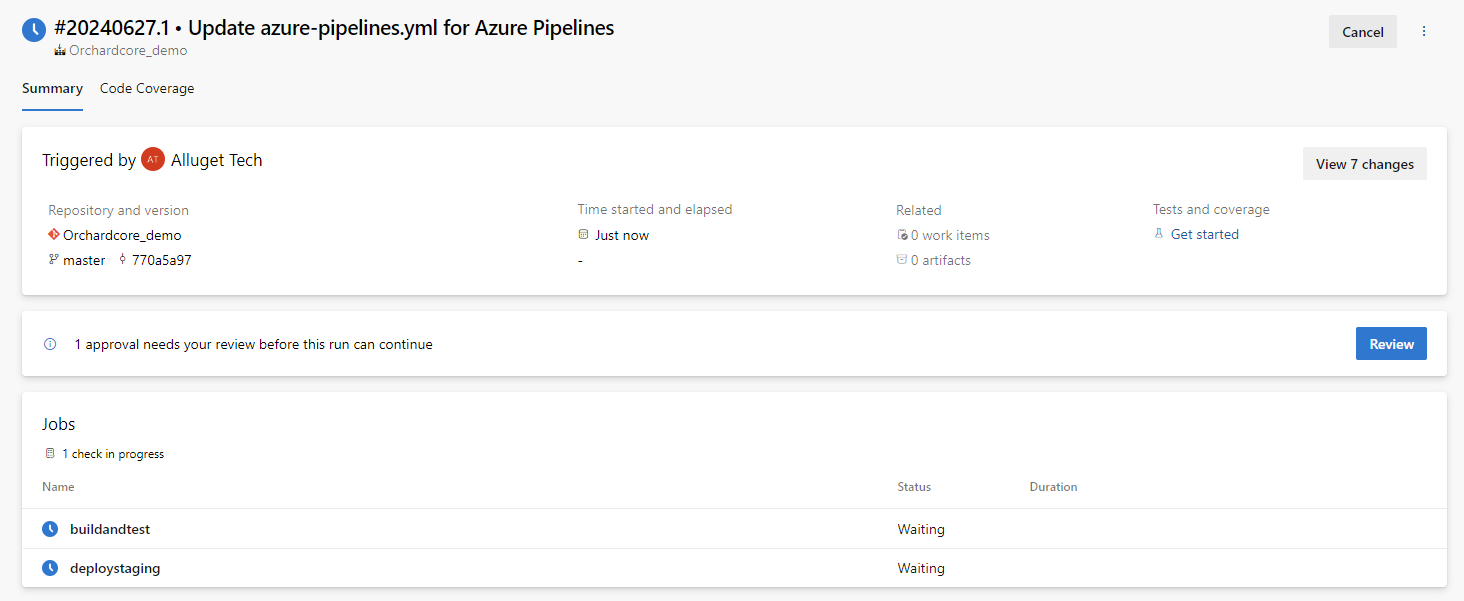 #20240627.1 • Update azure-pipelines.yml for Azure Pipelines
Orchardcore_demo
Cancel
Summary Code Coverage
Triggered by AT Alluget Tech
View 7 changes
Repository and version
Orchardcore_demo
master 770a5a97
Time started and elapsed
Just now
-
Related
0 work items
0 artifacts
Tests and coverage
Get started
1 approval needs your review before this run can continue
Review
Jobs
1 check in progress
Name Status Duration
buildandtest Waiting
deploystaging Waiting